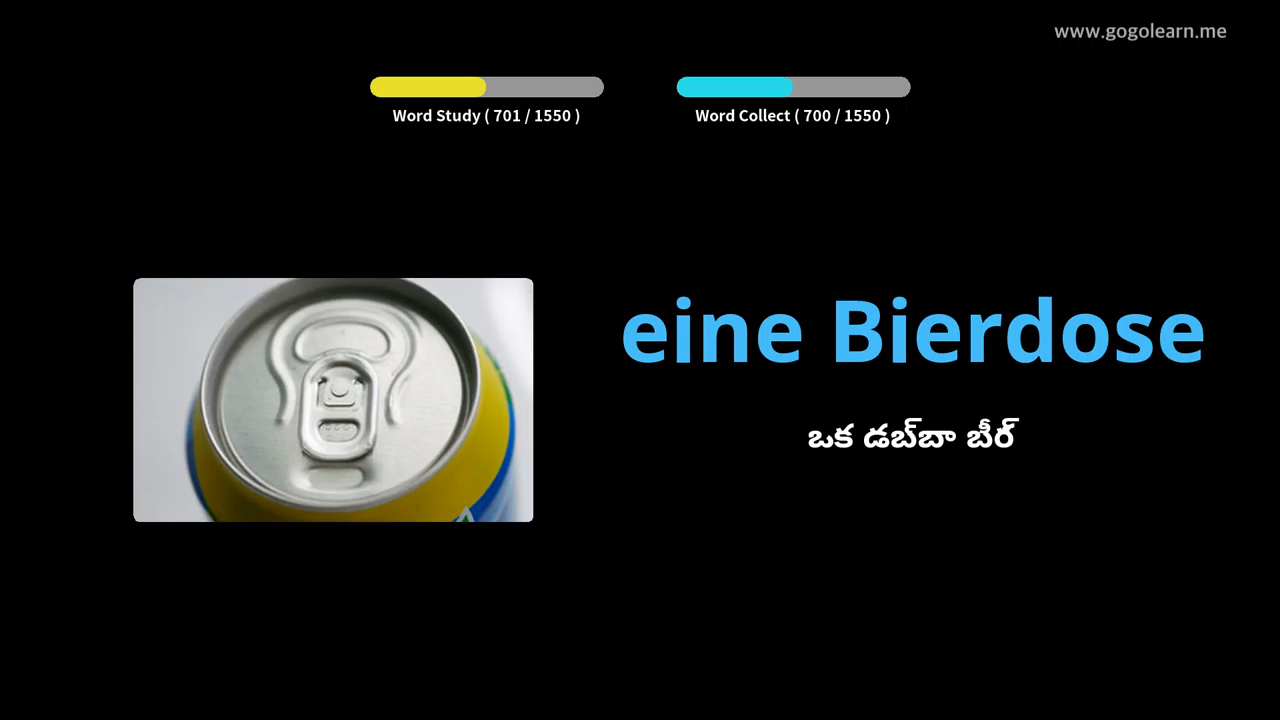 www.gogolearn.me
Word Study ( 701 / 1550 )
Word Collect ( 700 / 1550 )
eine Bierdose
ఒక డబ్‌బా బీర్